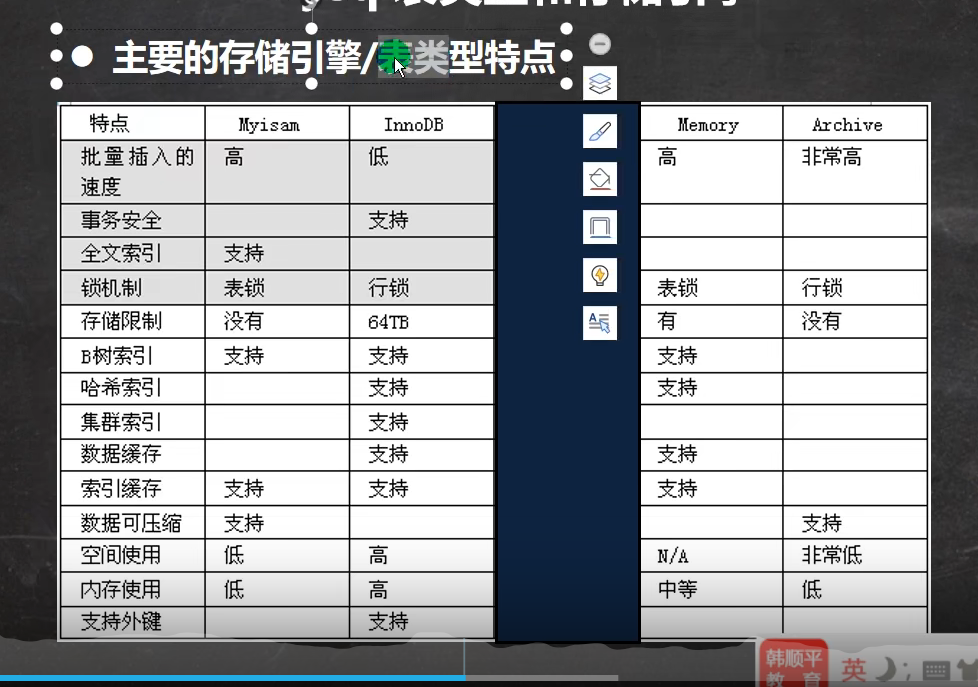 ● 主要的存储引擎/表类型特点
特点 Myisam InnoDB Memory Archive
批量插入的速度 高 低 高 非常高
事务安全 支持
全文索引 支持
锁机制 表锁 行锁 表锁 行锁
存储限制 没有 64TB 有 没有
B树索引 支持 支持 支持
哈希索引 支持 支持
集群索引 支持
数据缓存 支持 支持
索引缓存 支持 支持 支持
数据可压缩 支持 支持
空间使用 低 高 N/A 非常低
内存使用 低 高 中等 低
支持外键 支持
韩顺平
教育
英